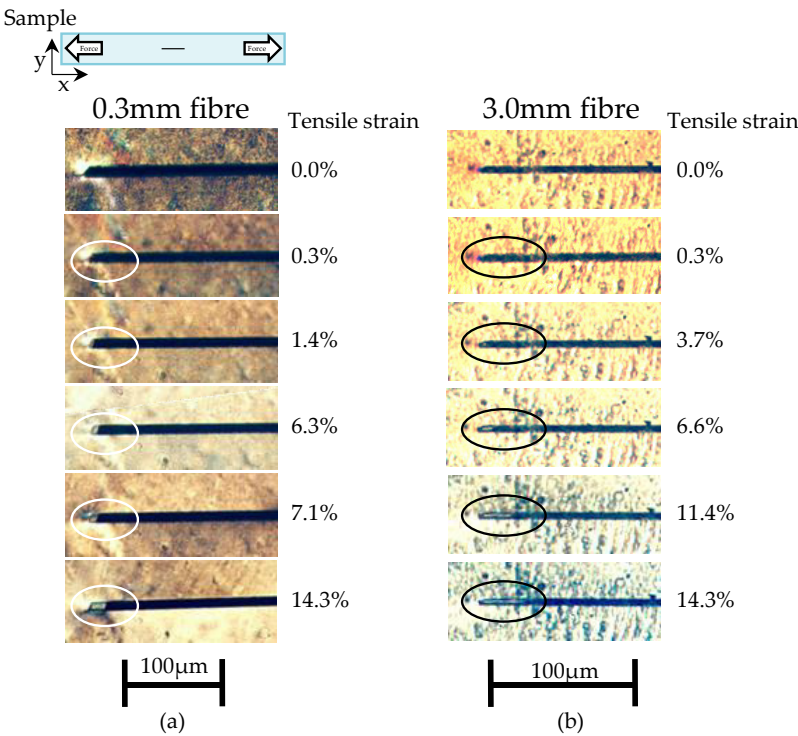 Sample
Force
Force
y
x
0.3mm fibre
Tensile strain
0.0%
0.3%
1.4%
6.3%
7.1%
14.3%
100μm
(a)
3.0mm fibre
Tensile strain
0.0%
0.3%
3.7%
6.6%
11.4%
14.3%
100μm
(b)